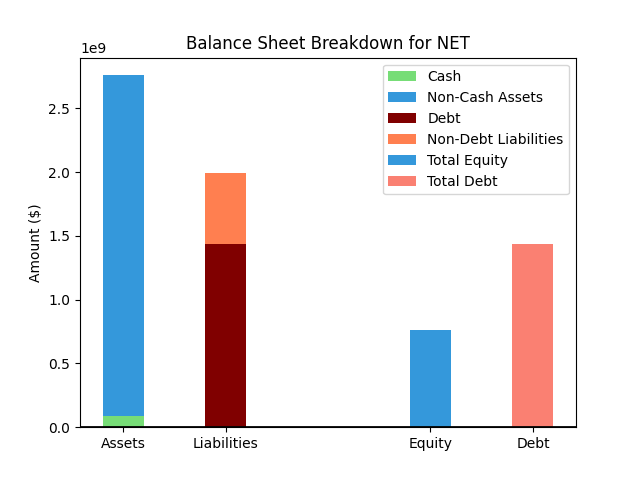 Balance Sheet Breakdown for NET
1e9
2.5
2.0
1.5
1.0
0.5
0.0
Amount ($)
Cash
Non-Cash Assets
Debt
Non-Debt Liabilities
Total Equity
Total Debt
Assets
Liabilities
Equity
Debt